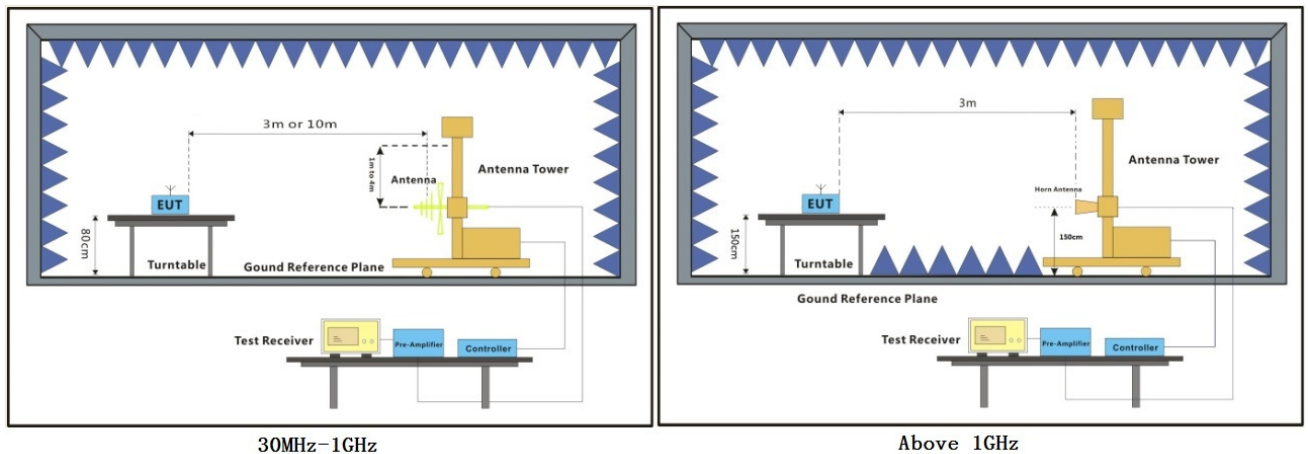 3m or 10m
1m to 4m
Antenna
Antenna Tower
EUT
80cm
Turntable
Gound Reference Plane
Test Receiver
Pre-Amplifier
Controller
30MHz-1GHz
3m
Antenna Tower
Horn Antenna
EUT
150cm
150cm
Turntable
Gound Reference Plane
Test Receiver
Pre-Amplifier
Controller
Above 1GHz